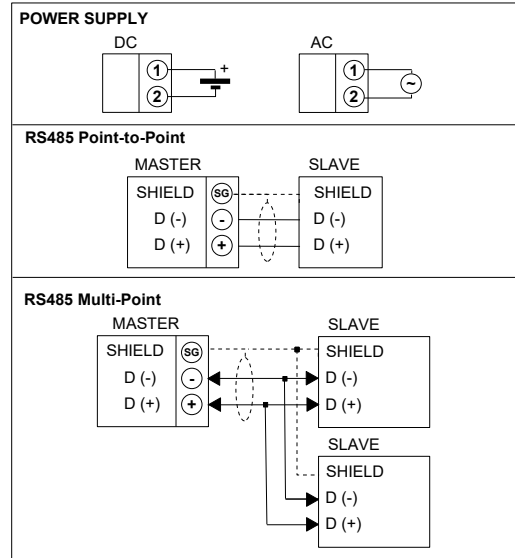 POWER SUPPLY
DC AC
1 + 1
2 2 ~
RS485 Point-to-Point
MASTER SLAVE
SHIELD SG SHIELD
D (-) - D (-)
D (+) + D (+)
RS485 Multi-Point
MASTER SLAVE
SHIELD SG SHIELD
D (-) - D (-)
D (+) + D (+)
SLAVE
SHIELD
D (-)
D (+)